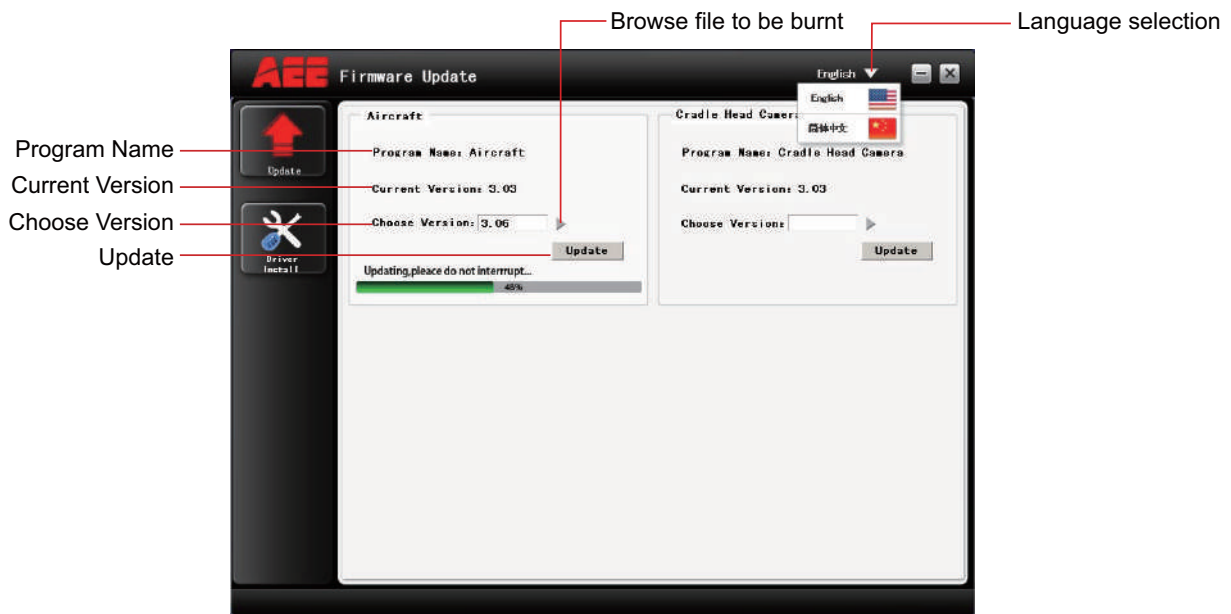 Browse file to be burnt
Language selection
AEE
Firmware Update
English
English
简体中文
Update
Driver
Install
Program Name
Current Version
Choose Version
Update
Aircraft
Program Name: Aircraft
Current Version: 3.03
Choose Version: 3.06
Update
Updating,pleace do not interrrupt...
48%
Cradle Head Camera
Program Name: Cradle Head Camera
Current Version: 3.03
Choose Version:
Update